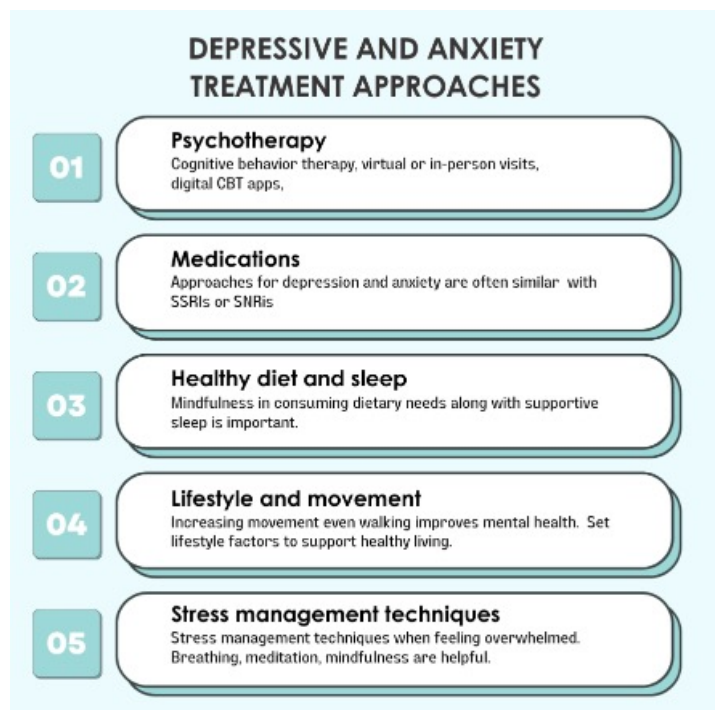 DEPRESSIVE AND ANXIETY
TREATMENT APPROACHES
01
Psychotherapy
Cognitive behavior therapy, virtual or in-person visits,
digital CBT apps,
02
Medications
Approaches for depression and anxiety are often similar  with
SSRIs or SNRis
03
Healthy diet and sleep
Mindfulness in consuming dietary needs along with supportive
sleep is important.
04
Lifestyle and movement
Increasing movement even walking improves mental health.  Set
lifestyle factors to support healthy living.
05
Stress management techniques
Stress management techniques when feeling overwhelmed.
Breathing, meditation, mindfulness are helpful.